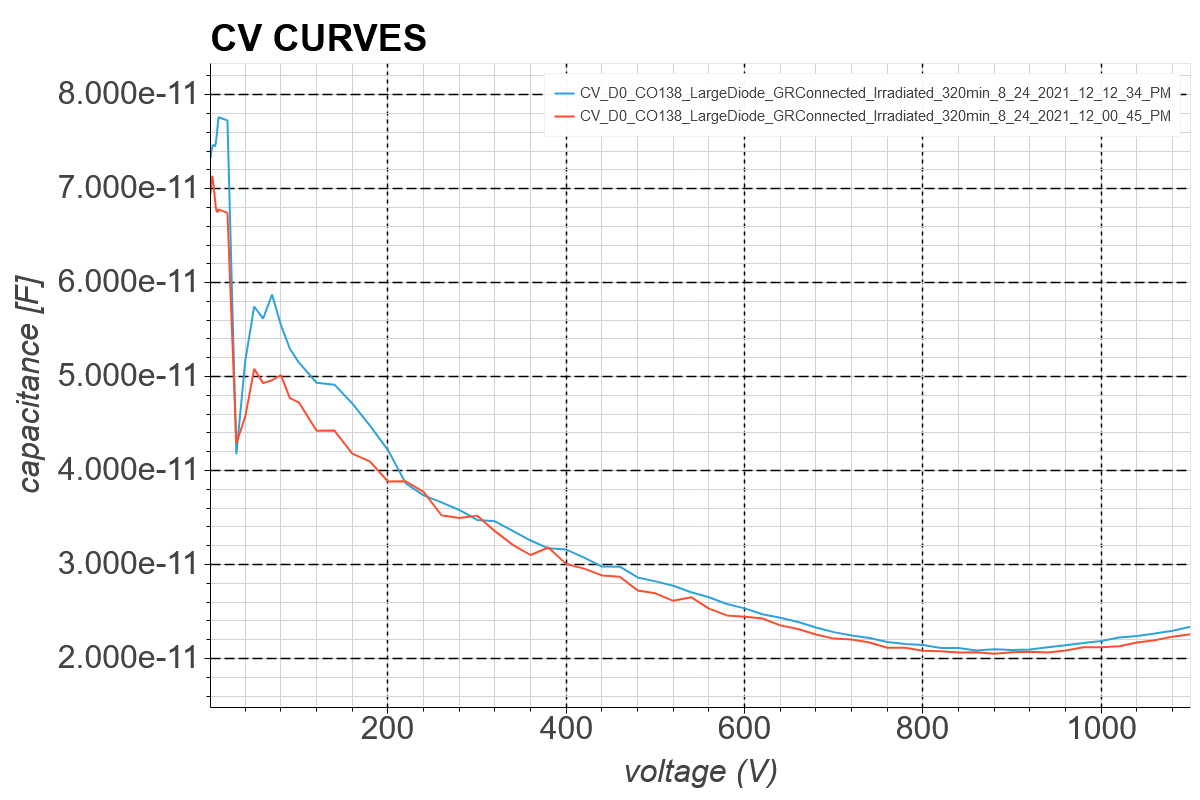 CV CURVES
CV_D0_CO138_LargeDiode_GRConnected_Irradiated_320min_8_24_2021_12_12_34_PM
CV_D0_CO138_LargeDiode_GRConnected_Irradiated_320min_8_24_2021_12_00_45_PM
8.000e-11
7.000e-11
6.000e-11
5.000e-11
4.000e-11
3.000e-11
2.000e-11
capacitance [F]
200 400 600 800 1000
voltage (V)